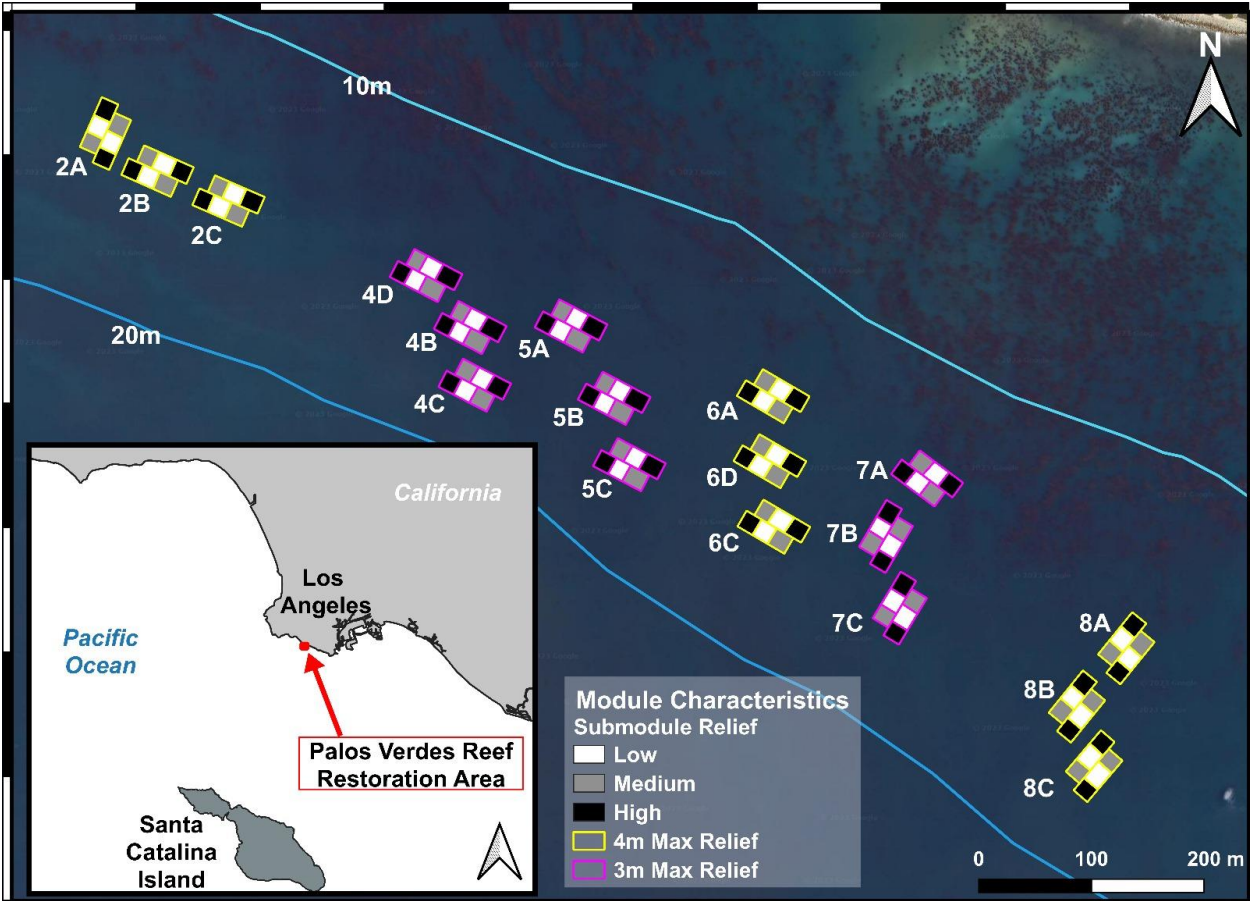 N
10m
2A
2B
2C
20m
4D
4B
4C
5A
5B
5C
6A
6D
6C
7A
7B
7C
8A
8B
8C
California
Los
Angeles
Pacific
Ocean
Palos Verdes Reef
Restoration Area
Santa
Catalina
Island
Module Characteristics
Submodule Relief
Low
Medium
High
4m Max Relief
3m Max Relief
0 100 200 m